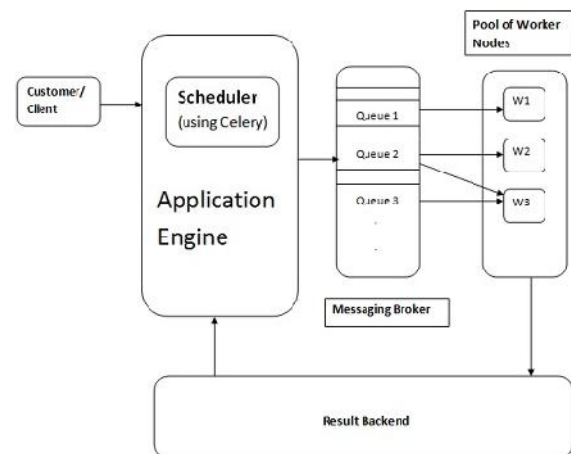 Pool of Worker
Nodes
Customer/
Client
Scheduler
(using Celery)
Application
Engine
Queue 1
Queue 2
Queue 3
.
.
W1
W2
W3
Messaging Broker
Result Backend